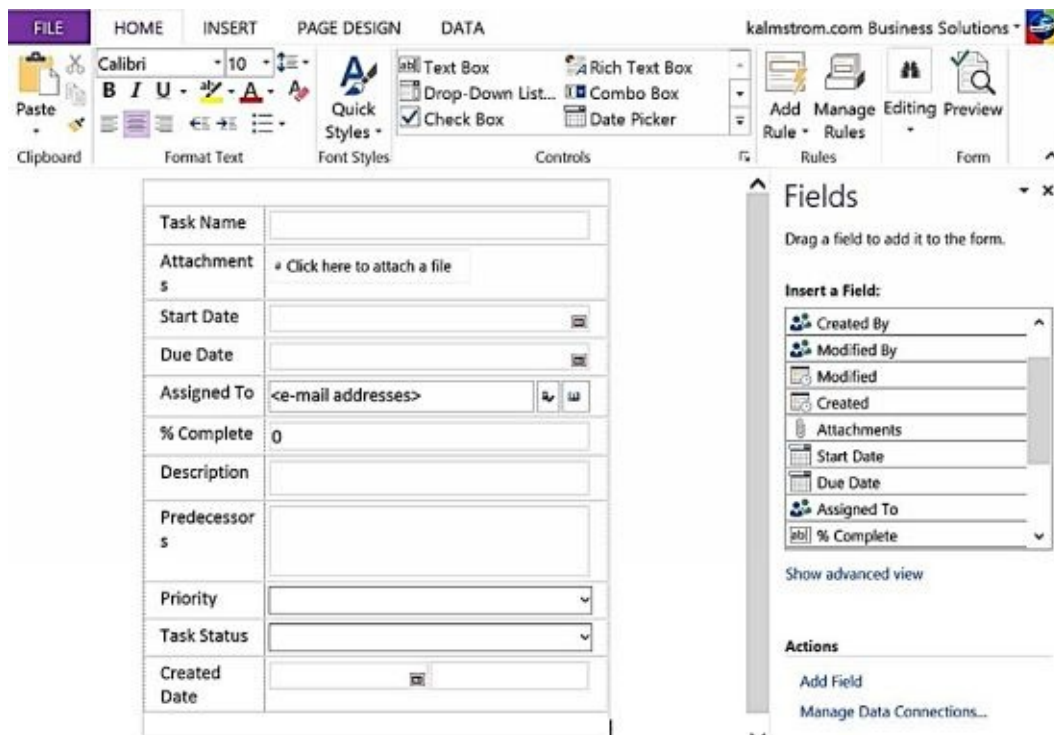 FILE HOME INSERT PAGE DESIGN DATA kalmstrom.com Business Solutions
Calibri 10
B I U A
Paste
Clipboard
Format Text
A
Quick
Styles
Font Styles
ab Text Box A Rich Text Box
Drop-Down List... Combo Box
Check Box Date Picker
Controls
Add Manage Editing Preview
Rule Rules
Rules Form
Task Name
Attachment
s
Click here to attach a file
Start Date
Due Date
Assigned To <e-mail addresses>
% Complete 0
Description
Predecessor
s
Priority
Task Status
Created
Date
Fields
Drag a field to add it to the form.
Insert a Field:
Created By
Modified By
Modified
Created
Attachments
Start Date
Due Date
Assigned To
ab % Complete
Show advanced view
Actions
Add Field
Manage Data Connections...